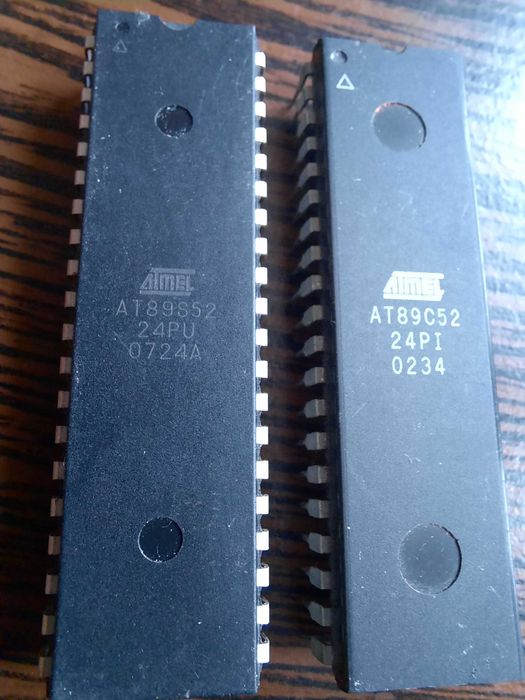 ATMEL
AT89S52
24PU
0724A
ATMEL
AT89C52
24PI
0234